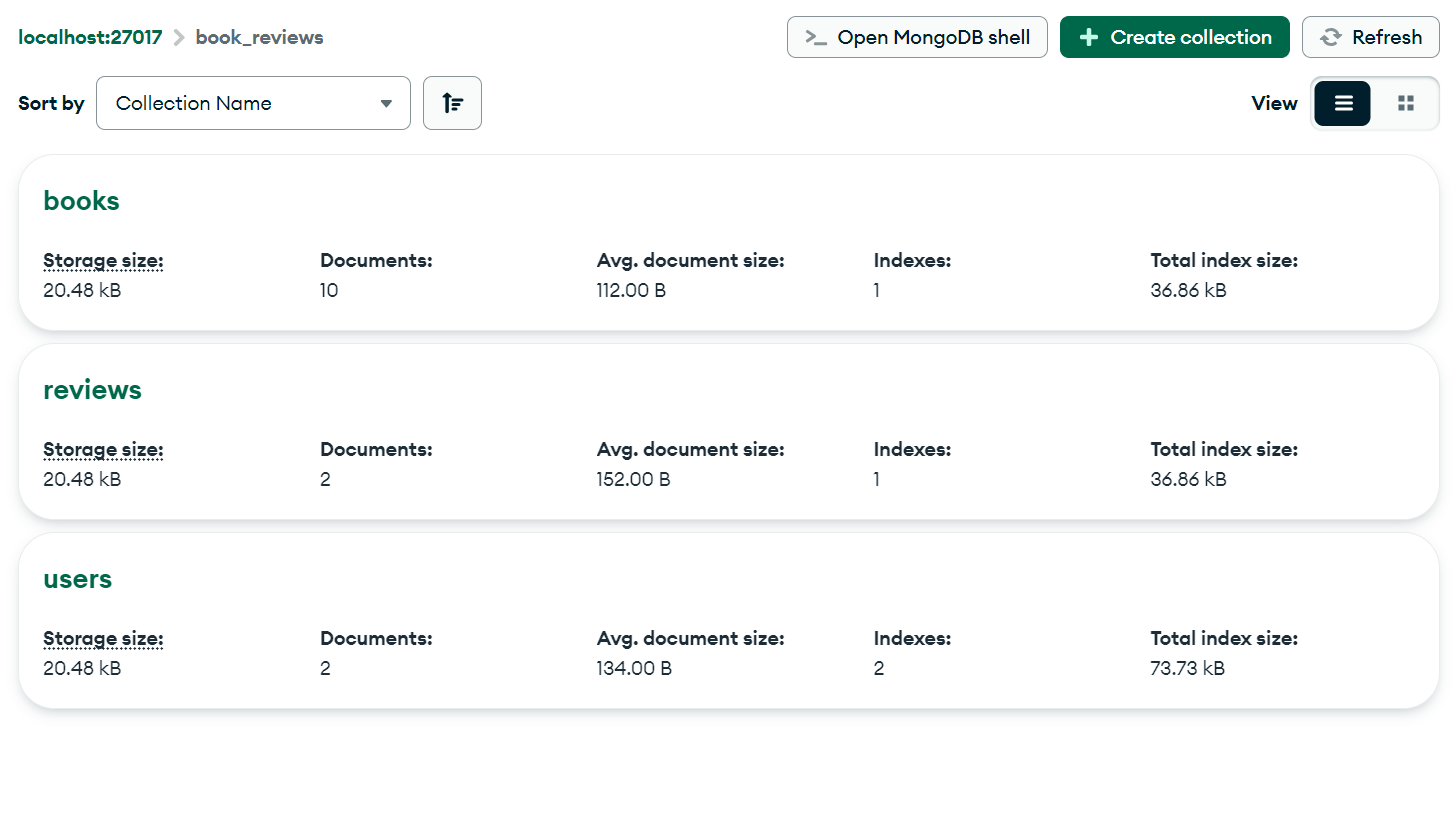 localhost:27017 > book_reviews
>_ Open MongoDB shell
+ Create collection
Refresh
Sort by
Collection Name
View
books
Storage size: Documents: Avg. document size: Indexes: Total index size:
20.48 kB 10 112.00 B 1 36.86 kB
reviews
Storage size: Documents: Avg. document size: Indexes: Total index size:
20.48 kB 2 152.00 B 1 36.86 kB
users
Storage size: Documents: Avg. document size: Indexes: Total index size:
20.48 kB 2 134.00 B 2 73.73 kB